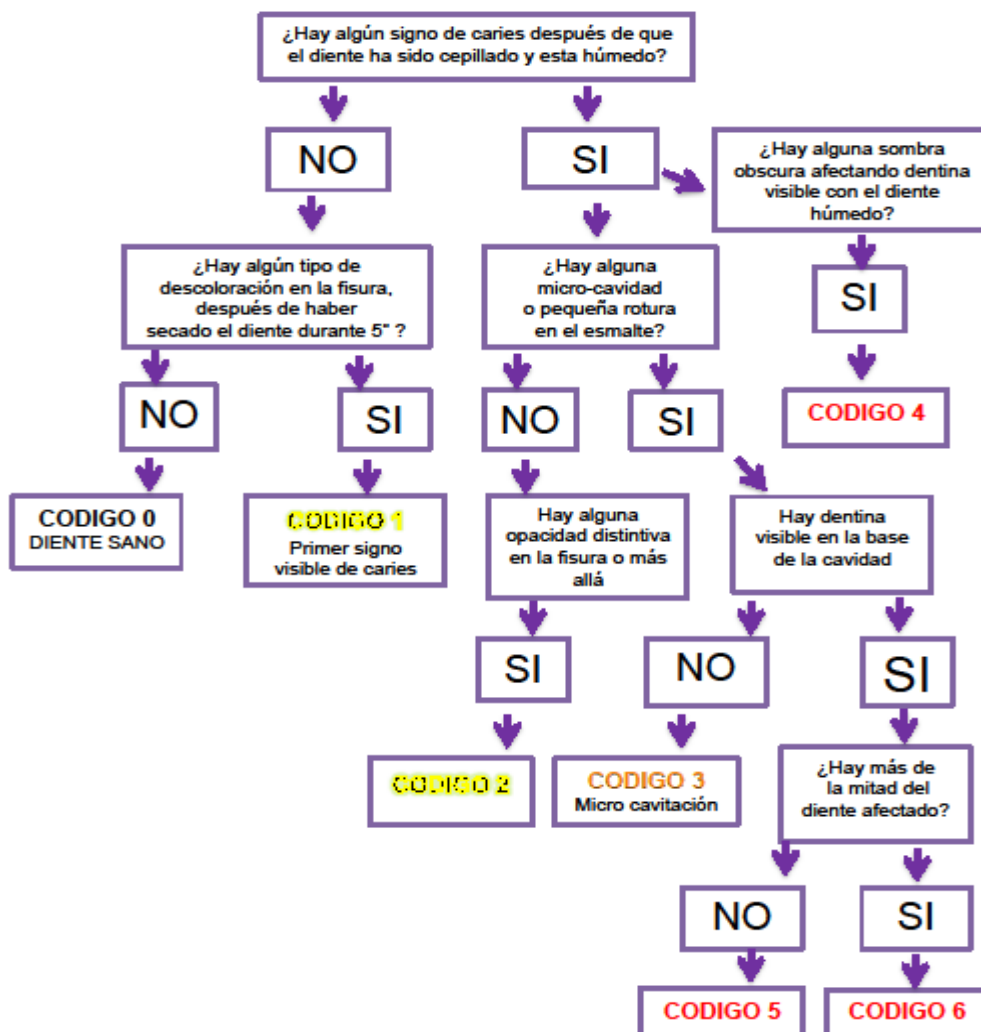 ¿Hay algún signo de caries después de que
el diente ha sido cepillado y esta húmedo?
NO
SI
¿Hay alguna sombra
obscura afectando dentina
visible con el diente
húmedo?
¿Hay algún tipo de
descoloración en la fisura,
después de haber
secado el diente durante 5" ?
¿Hay alguna
micro-cavidad
o pequeña rotura
en el esmalte?
SI
NO
SI
NO
SI
CODIGO 4
CODIGO 0
DIENTE SANO
CODIGO 1
Primer signo
visible de caries
Hay alguna
opacidad distintiva
en la fisura o más
allá
Hay dentina
visible en la base
de la cavidad
SI
NO
SI
CODIGO 2
CODIGO 3
Micro cavitación
¿Hay más de
la mitad del
diente afectado?
NO
SI
CODIGO 5
CODIGO 6